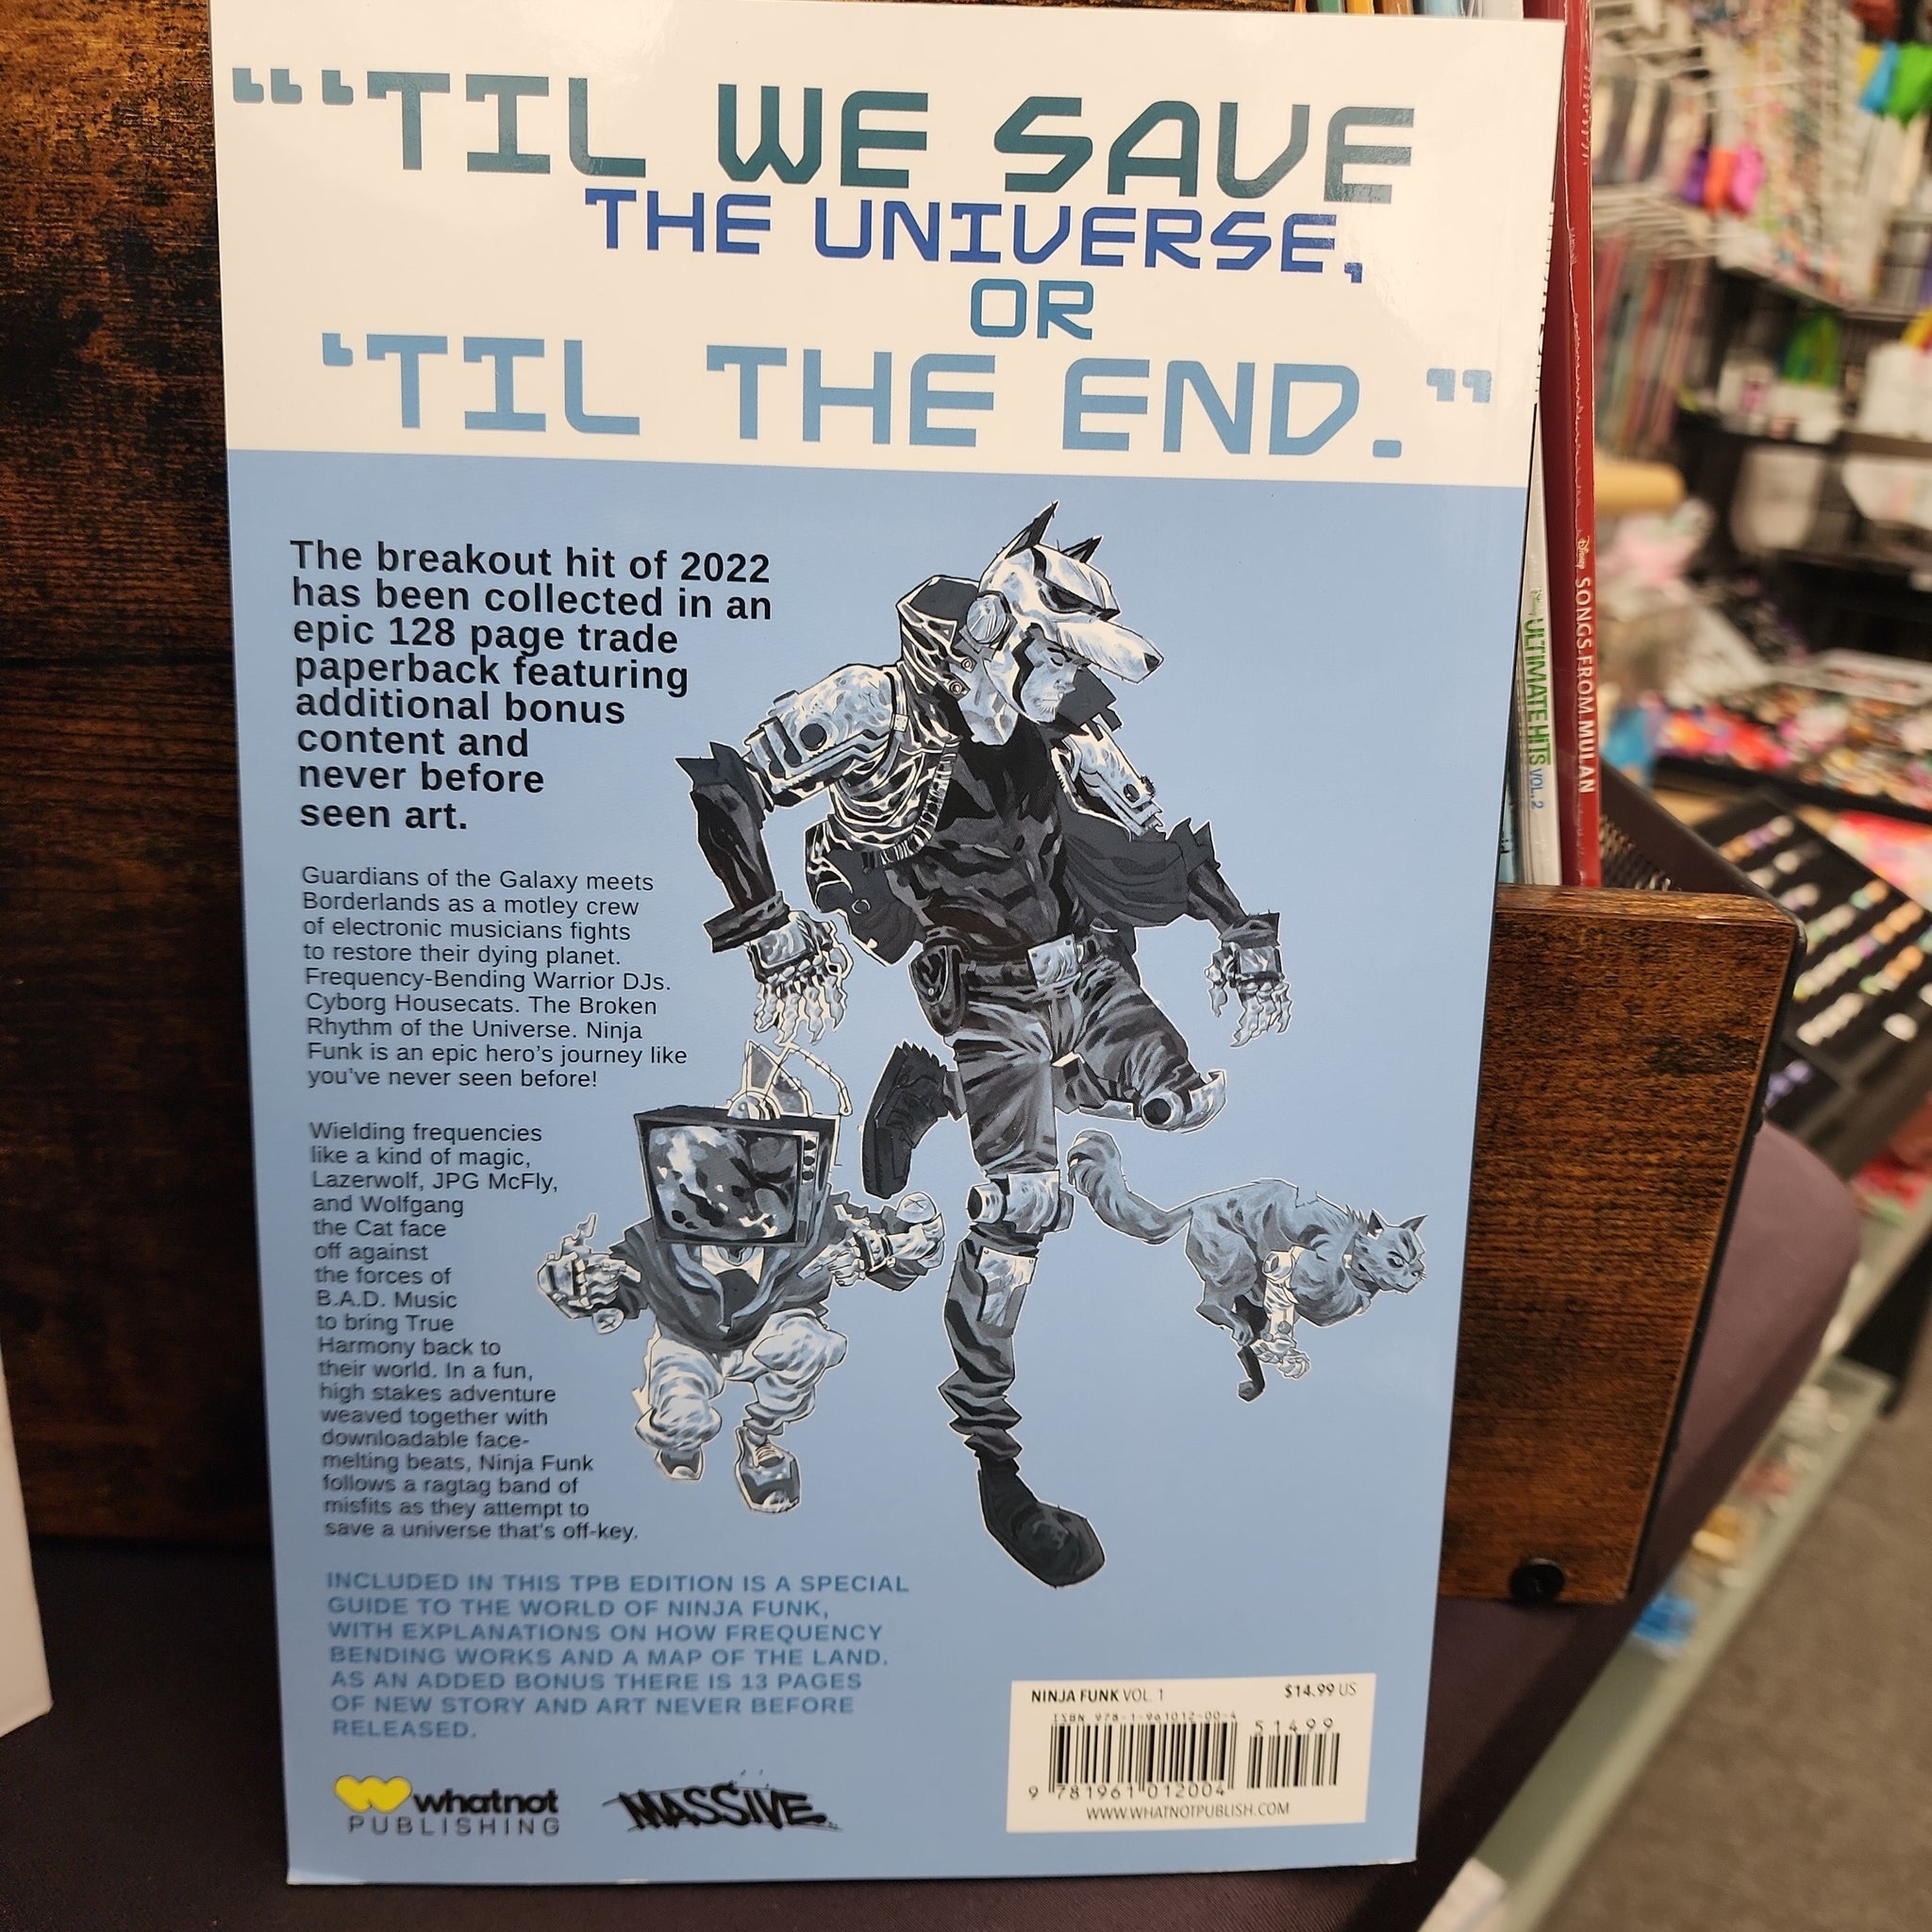 “‘TIL WE SAVE
THE UNIVERSE,
OR
‘TIL THE END.”
The breakout hit of 2022
has been collected in an
epic 128 page trade
paperback featuring
additional bonus
content and
never before
seen art.
Guardians of the Galaxy meets
Borderlands as a motley crew
of electronic musicians fights
to restore their dying planet.
Frequency-Bending Warrior DJs.
Cyborg Housecats. The Broken
Rhythm of the Universe. Ninja
Funk is an epic hero’s journey like
you’ve never seen before!
Wielding frequencies
like a kind of magic,
Lazerwolf, JPG McFly,
and Wolfgang
the Cat face
off against
the forces of
B.A.D. Music
to bring True
Harmony back to
their world. In a fun,
high stakes adventure
weaved together with
downloadable face-
melting beats, Ninja Funk
follows a ragtag band of
misfits as they attempt to
save a universe that’s off-key.
INCLUDED IN THIS TPB EDITION IS A SPECIAL
GUIDE TO THE WORLD OF NINJA FUNK,
WITH EXPLANATIONS ON HOW FREQUENCY
BENDING WORKS AND A MAP OF THE LAND.
AS AN ADDED BONUS THERE IS 13 PAGES
OF NEW STORY AND ART NEVER BEFORE
RELEASED.
whatnot
PUBLISHING
MASSIVE
NINJA FUNK VOL. 1 $14.99 US
ISBN 978-1-961012-00-4
51499
9 781961 012004
WWW.WHATNOTPUBLISH.COM
Disney ULTIMATE HITS VOL. 2
Disney SONGS FROM MULAN